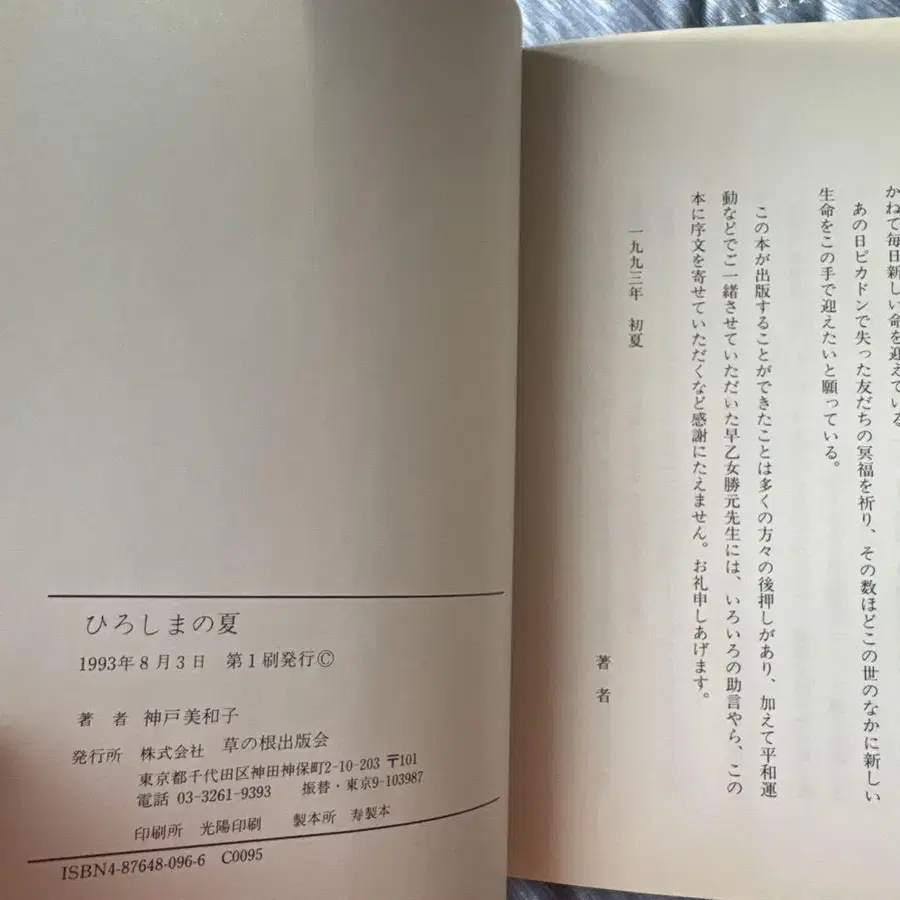 かねて毎日新しい命を迎えている
あの日ピカドンで失った友だちの冥福を祈り、その数ほどこの世のなかに新しい
生命をこの手で迎えたいと願っている。
この本が出版することができたことは多くの方々の後押しがあり、加えて平和運
動などでご一緒させていただいた早乙女勝元先生には、いろいろの助言やら、この
本に序文を寄せていただくなど感謝にたえません。お礼申しあげます。
一九九三年 初夏
著者
ひろしまの夏
1993年8月3日 第1刷発行©
著者 神戸美和子
発行所 株式会社 草の根出版会
東京都千代田区神田神保町2-10-203 〒101
電話 03-3261-9393 振替・東京9-103987
印刷所 光陽印刷 製本所 寿製本
ISBN4-87648-096-6 C0095